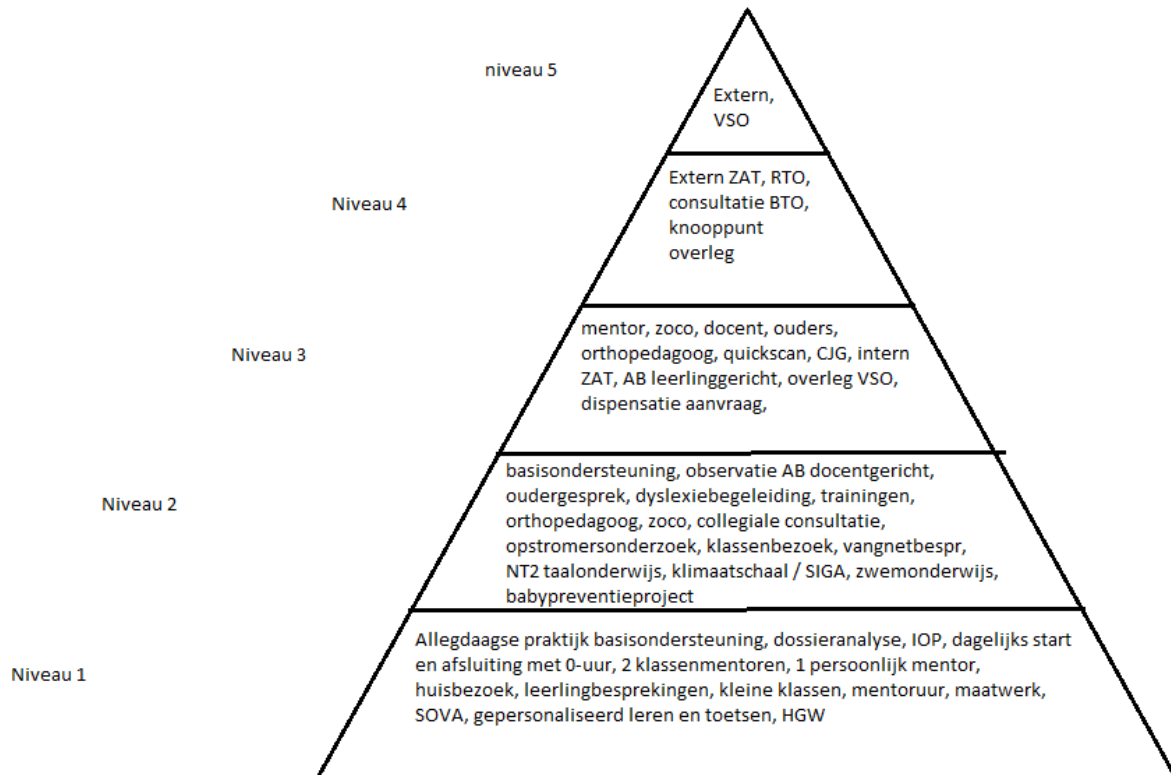 niveau 5
Extern,
VSO
Niveau 4
Extern ZAT, RTO,
consultatie BTO,
knooppunt
overleg
Niveau 3
mentor, zoco, docent, ouders,
orthopedagoog, quickscan, CJG, intern
ZAT, AB leerlinggericht, overleg VSO,
dispensatie aanvraag,
Niveau 2
basisondersteuning, observatie AB docentgericht,
oudergesprek, dyslexiebegeleiding, trainingen,
orthopedagoog, zoco, collegiale consultatie,
opstromersonderzoek, klassenbezoek, vangnetbespr,
NT2 taalonderwijs, klimaatschaal / SIGA, zwemonderwijs,
babypreventieproject
Niveau 1
Allegdaagse praktijk basisondersteuning, dossieranalyse, IOP, dagelijks start
en afsluiting met 0-uur, 2 klassenmentoren, 1 persoonlijk mentor,
huisbezoek, leerlingbesprekingen, kleine klassen, mentoruur, maatwerk,
SOVA, gepersonaliseerd leren en toetsen, HGW